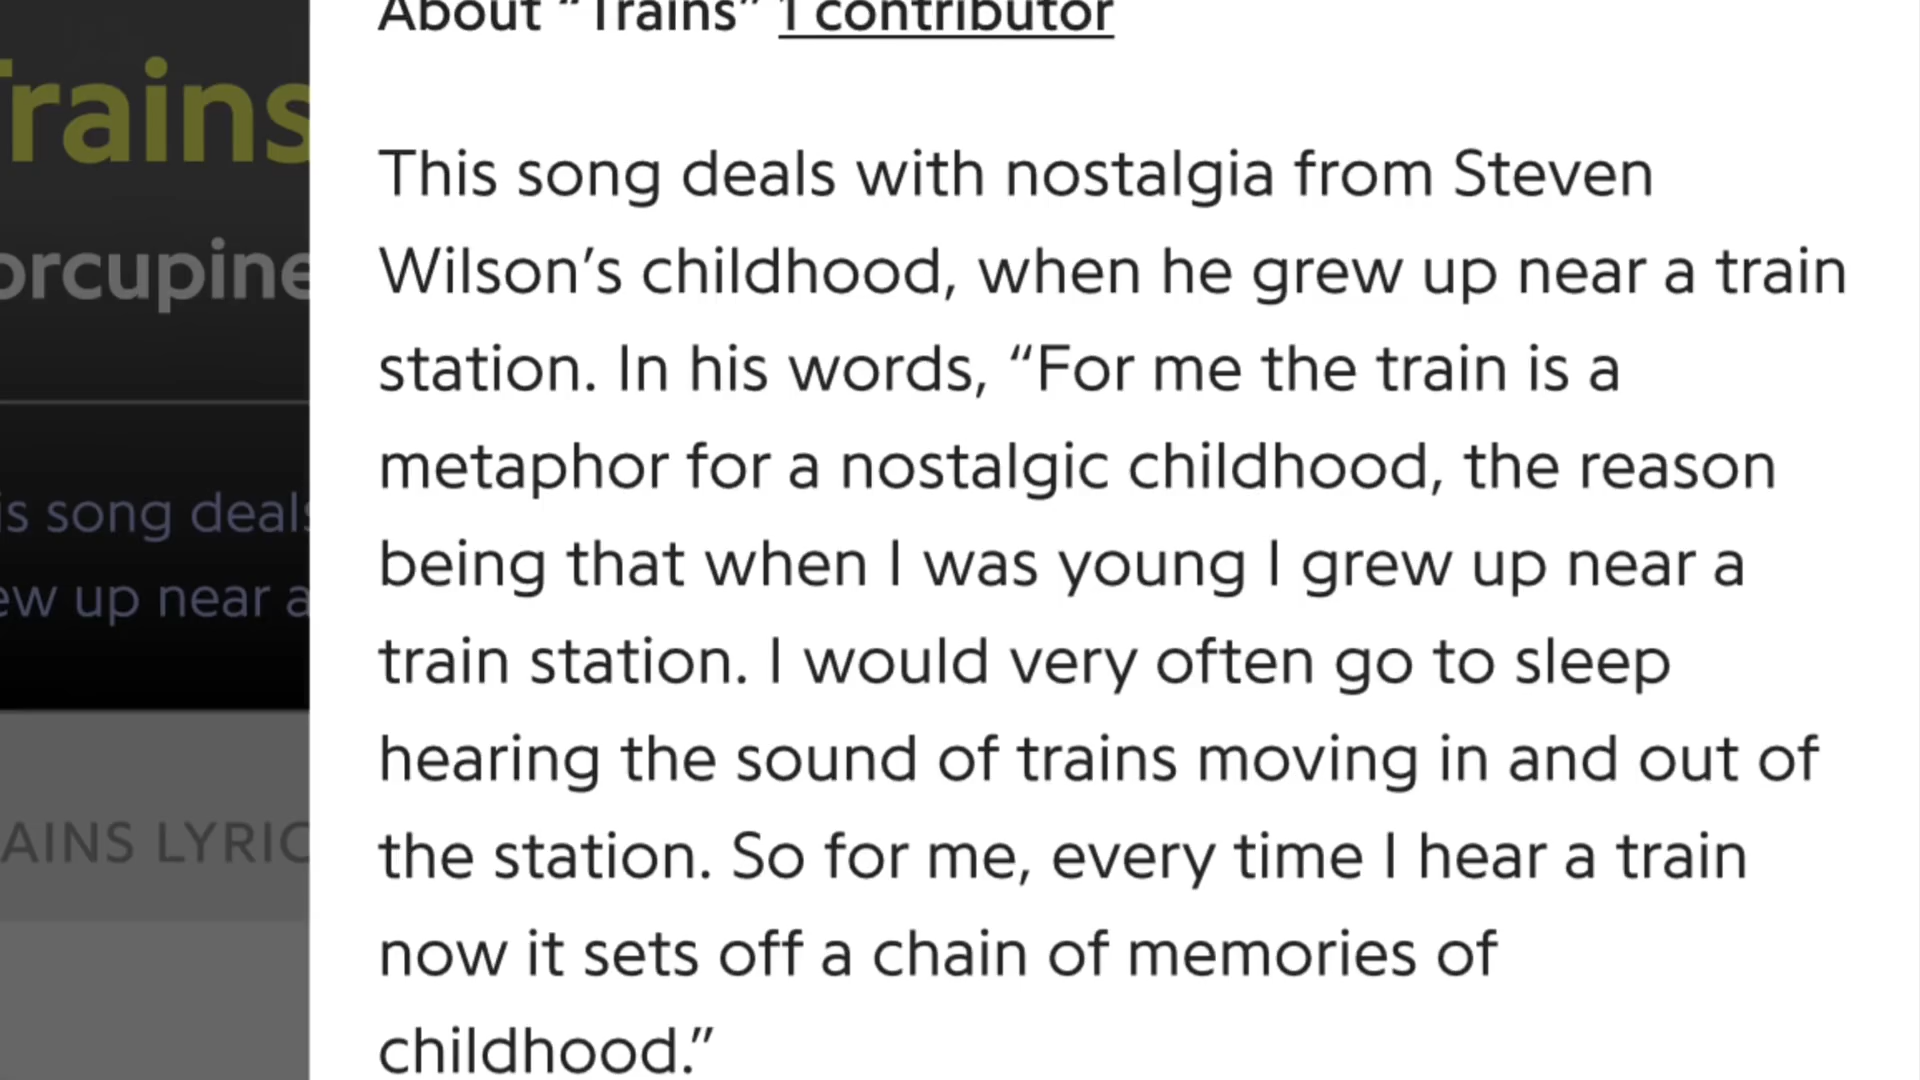 About “Trains” 1 contributor
Trains
orcupine
is song deals
ew up near a
AINS LYRIC
This song deals with nostalgia from Steven
Wilson’s childhood, when he grew up near a train
station. In his words, “For me the train is a
metaphor for a nostalgic childhood, the reason
being that when I was young I grew up near a
train station. I would very often go to sleep
hearing the sound of trains moving in and out of
the station. So for me, every time I hear a train
now it sets off a chain of memories of
childhood.”